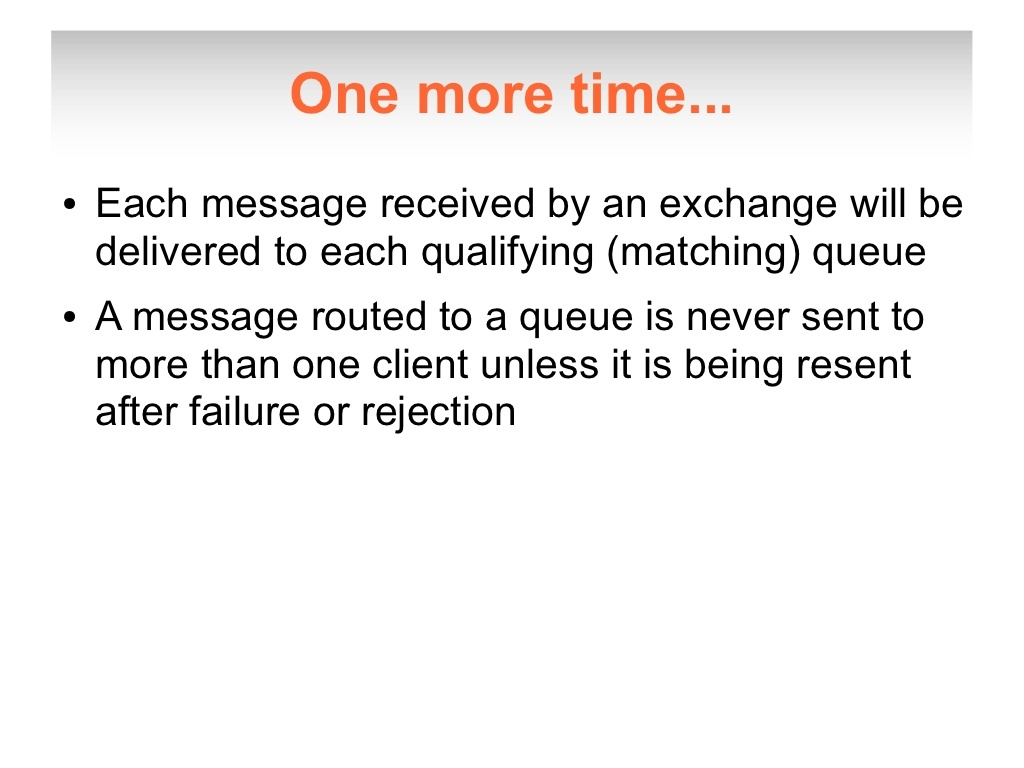 One more time...
• Each message received by an exchange will be
delivered to each qualifying (matching) queue
• A message routed to a queue is never sent to
more than one client unless it is being resent
after failure or rejection